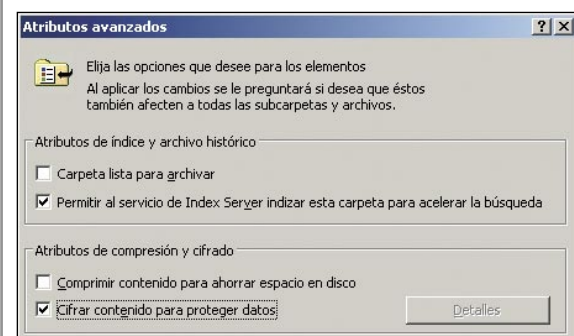 Atributos avanzados
Elija las opciones que desee para los elementos
Al aplicar los cambios se le preguntará si desea que éstos
también afecten a todas las subcarpetas y archivos.
Atributos de índice y archivo histórico
Carpeta lista para archivar
Permitir al servicio de Index Server indizar esta carpeta para acelerar la búsqueda
Atributos de compresión y cifrado
Comprimir contenido para ahorrar espacio en disco
Cifrar contenido para proteger datos
Detalles